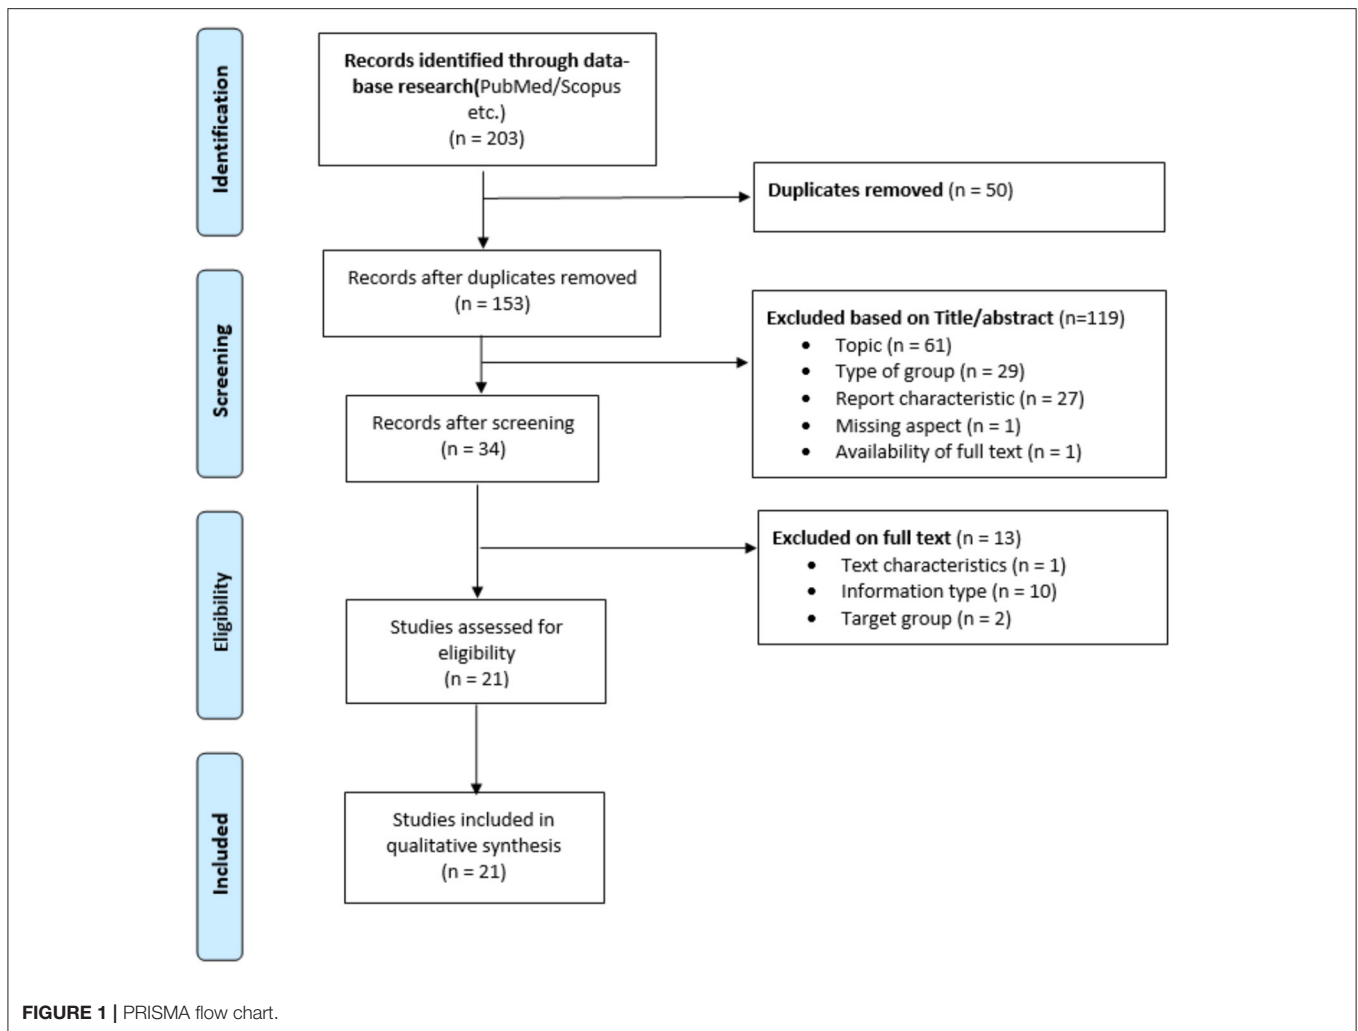 Identification
Records identified through data-
base research(PubMed/Scopus
etc.)
(n = 203)
Duplicates removed (n = 50)
Screening
Records after duplicates removed
(n = 153)
Excluded based on Title/abstract (n=119)
• Topic (n = 61)
• Type of group (n = 29)
• Report characteristic (n = 27)
• Missing aspect (n = 1)
• Availability of full text (n = 1)
Records after screening
(n = 34)
Eligibility
Excluded on full text (n = 13)
• Text characteristics (n = 1)
• Information type (n = 10)
• Target group (n = 2)
Studies assessed for
eligibility
(n = 21)
Included
Studies included in
qualitative synthesis
(n = 21)
FIGURE 1 | PRISMA flow chart.